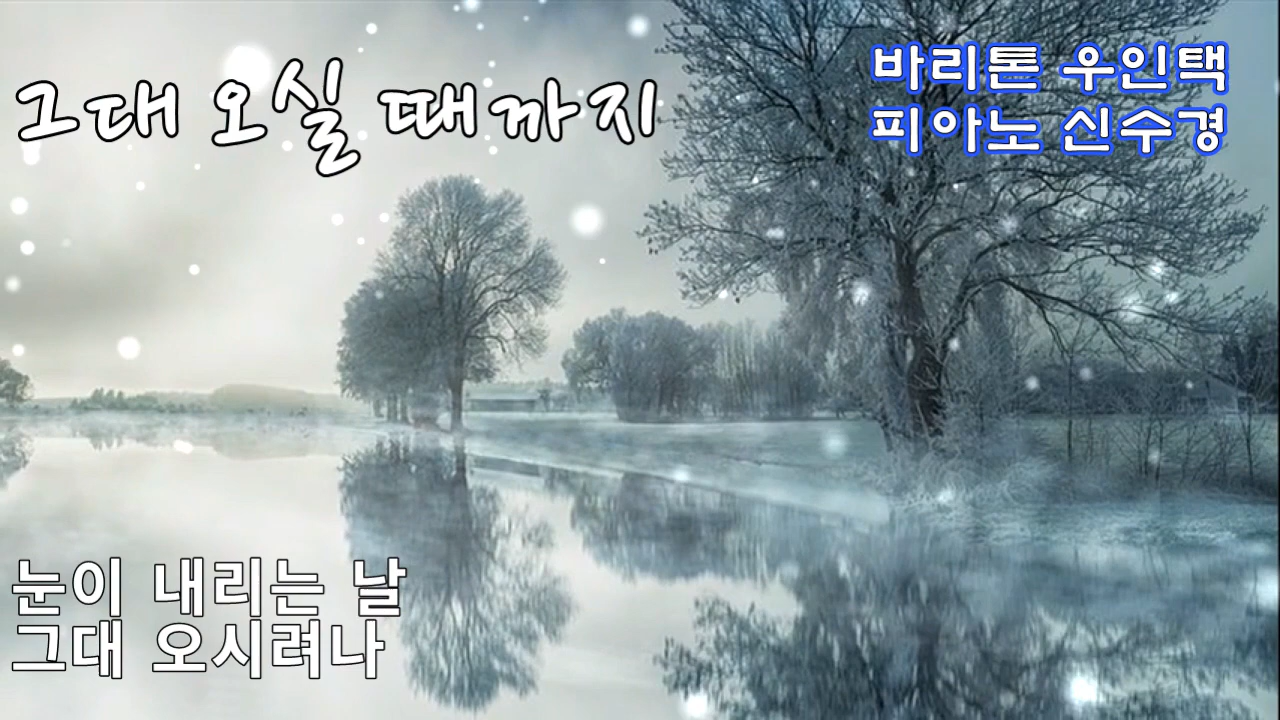 그대 오실 때까지
바리톤 우인택
피아노 신수경
눈이 내리는 날
그대 오시려나